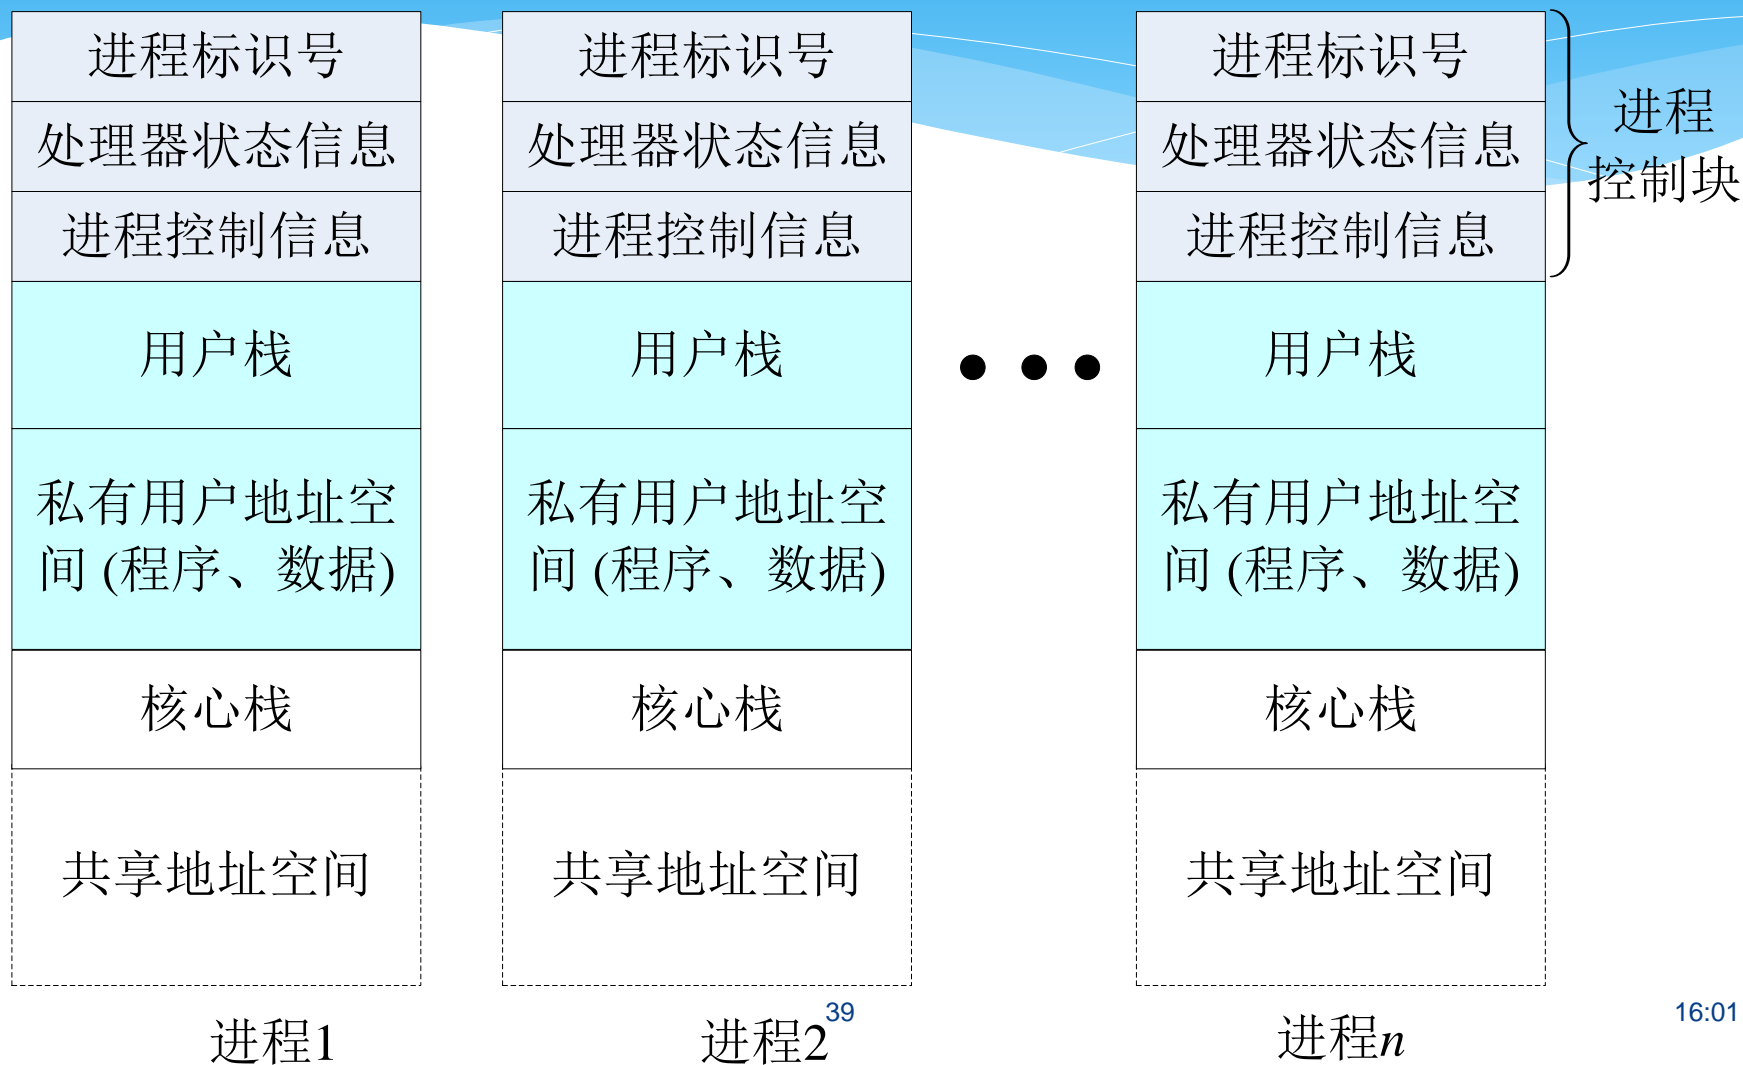 进程标识号
处理器状态信息
进程控制信息
用户栈
私有用户地址空
间 (程序、数据)
核心栈
共享地址空间
进程1
进程标识号
处理器状态信息
进程控制信息
用户栈
私有用户地址空
间 (程序、数据)
核心栈
共享地址空间
进程2
• • •
进程标识号
处理器状态信息
进程控制信息
用户栈
私有用户地址空
间 (程序、数据)
核心栈
共享地址空间
进程n
进程
控制块
39
16:01